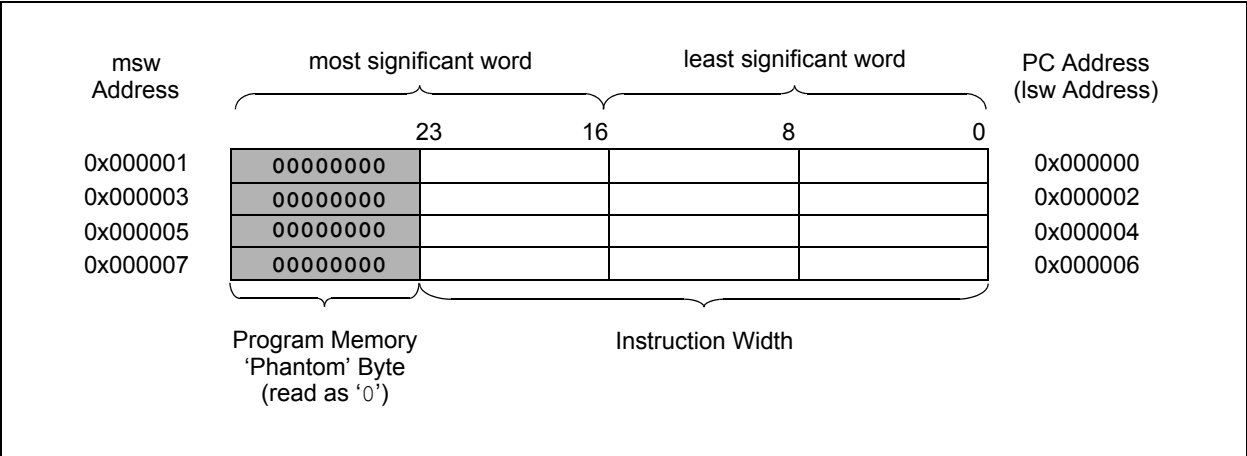 msw
Address
most significant word
least significant word
PC Address
(lsw Address)
23 16 8 0
0x000001 00000000 0x000000
0x000003 00000000 0x000002
0x000005 00000000 0x000004
0x000007 00000000 0x000006
Program Memory
‘Phantom’ Byte
(read as ‘0’)
Instruction Width